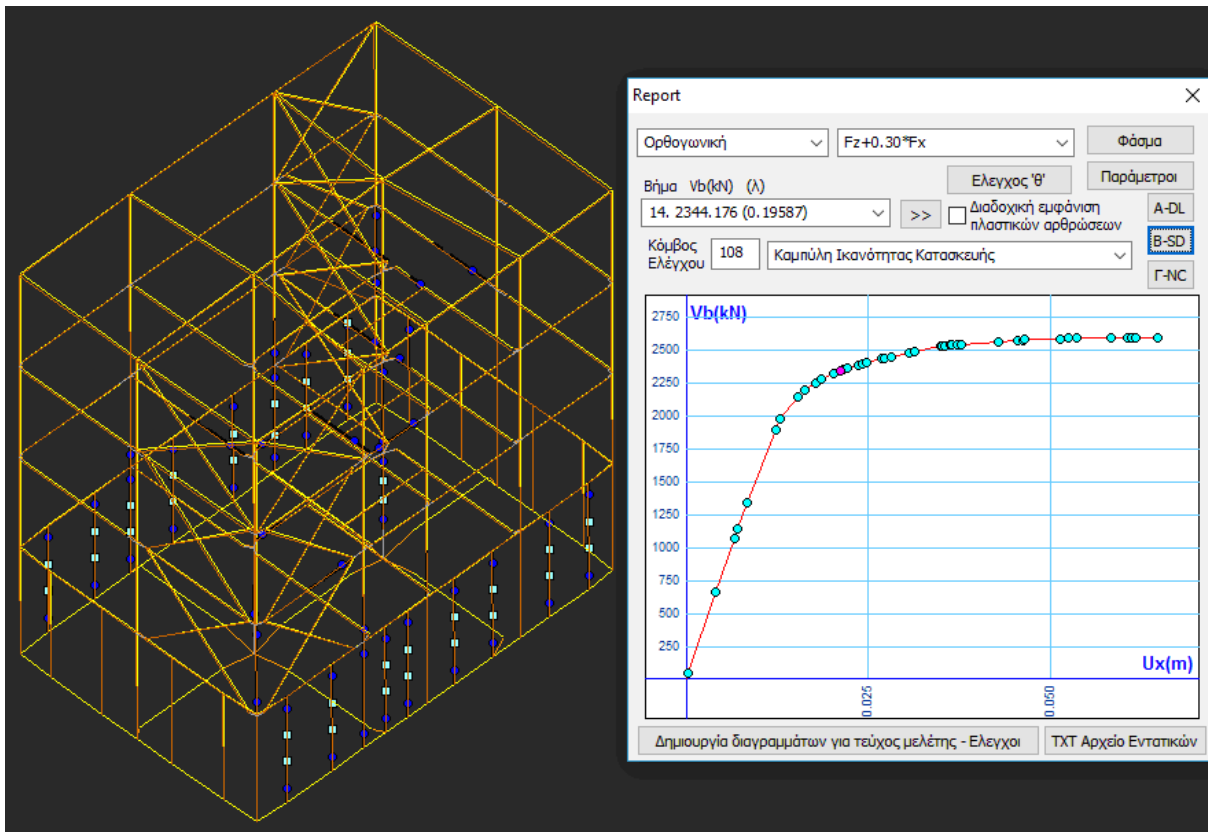 Report
Ορθογωνική Fz+0.30*Fx Φάσμα
Ελεγχος 'θ' Παράμετροι
Βήμα Vb(kN) (λ)
14. 2344.176 (0.19587) >> Διαδοχική εμφάνιση
πλαστικών αρθρώσεων
A-DL
Κόμβος
Ελέγχου 108 Καμπύλη Ικανότητας Κατασκευής
B-SD
Γ-NC
Vb(kN)
2750
2500
2250
2000
1750
1500
1250
1000
750
500
250
Ux(m)
0.025
0.050
Δημιουργία διαγραμμάτων για τεύχος μελέτης - Ελεγχοι TXT Αρχείο Εντατικών